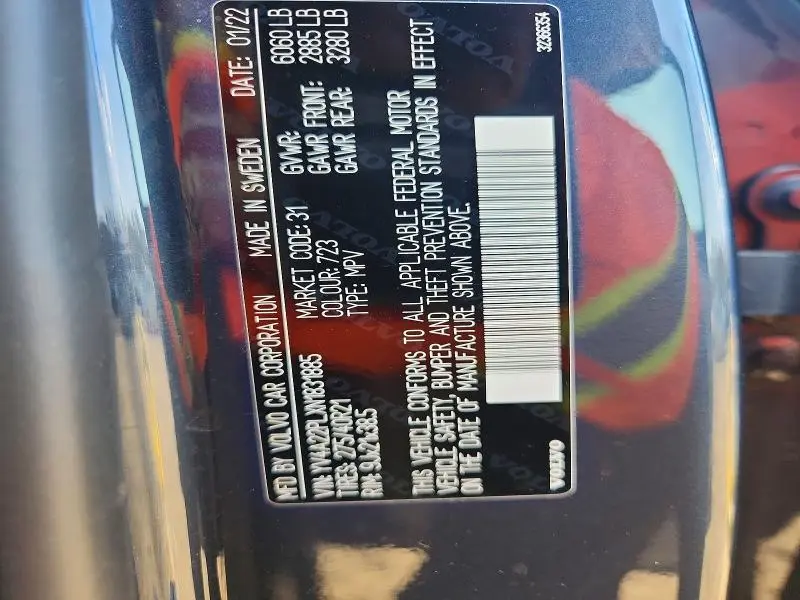 MFD BY VOLVO CAR CORPORATION MADE IN SWEDEN DATE: 01/22
VIN: YV4A22PLXN1831885 MARKET CODE: 31 GVWR: 6060 LB
TIRES: 275/40R21 COLOUR: 723 GAWR FRONT: 2885 LB
RIM: 9Jx21x38.5 TYPE: MPV GAWR REAR: 3280 LB
THIS VEHICLE CONFORMS TO ALL APPLICABLE FEDERAL MOTOR
VEHICLE SAFETY, BUMPER AND THEFT PREVENTION STANDARDS IN EFFECT
ON THE DATE OF MANUFACTURE SHOWN ABOVE.
VOLVO 32366354